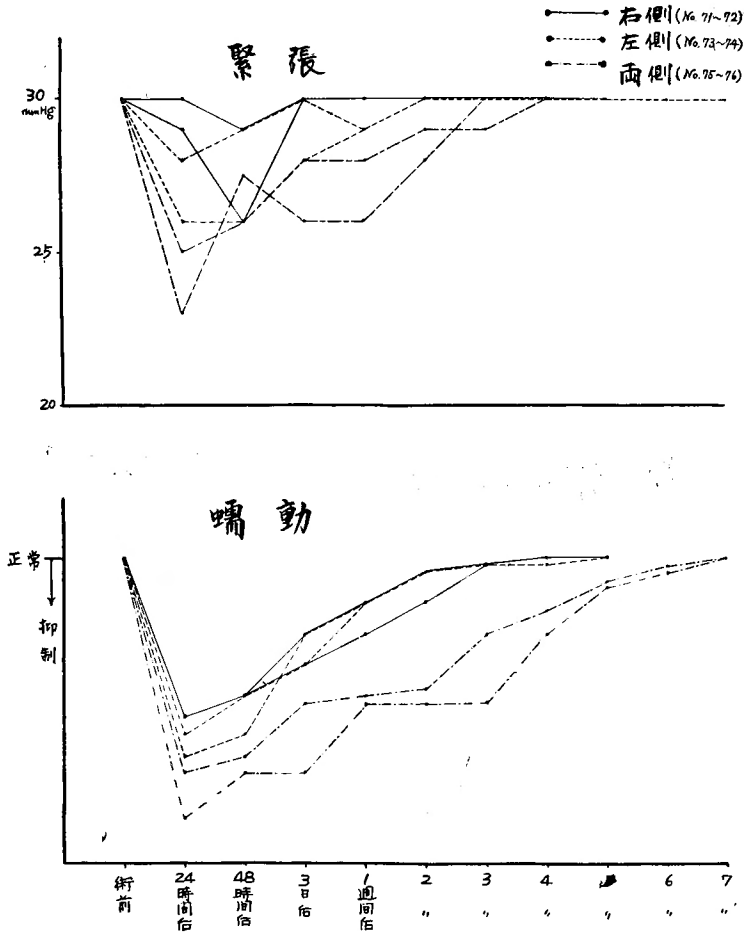 右側(No.71~72)
左側(No.73~74)
両側(No.75~76)
緊張
30
mmHg
25
20
蠕動
正常
抑制
術前
24時間后
48時間后
3日后
1週間后
2 〃
3 〃
4 〃
〃
6 〃
7 〃